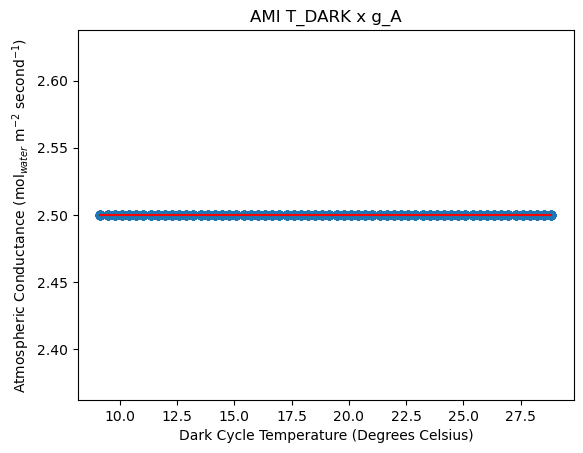 AMI T_DARK x g_A
Atmospheric Conductance (mol_water m^−2 second^−1)
2.60
2.55
2.50
2.45
2.40
10.0 12.5 15.0 17.5 20.0 22.5 25.0 27.5
Dark Cycle Temperature (Degrees Celsius)